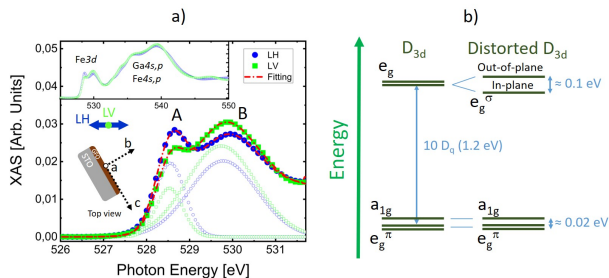 a)
XAS [Arb. Units]
0,05
0,04
0,03
0,02
0,01
0,00
Fe3d
Ga4s,p
Fe4s,p
530
540
550
LH
LV
Fitting
LV
LH
A
B
STO
b
a
c
Top view
526
527
528
529
530
531
Photon Energy [eV]
b)
Energy
D3d
Distorted D3d
eg
Out-of-plane
In-plane
egσ
≈ 0.1 eV
10 Dq (1.2 eV)
a1g
a1g
egπ
egπ
≈ 0.02 eV